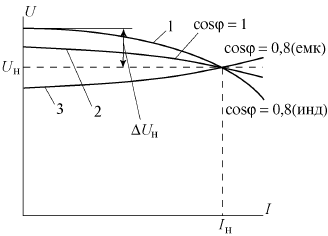 U
1
cosφ = 1
cosφ = 0,8(емк)
Uн
2
3
cosφ = 0,8(инд)
ΔUн
Iн
I